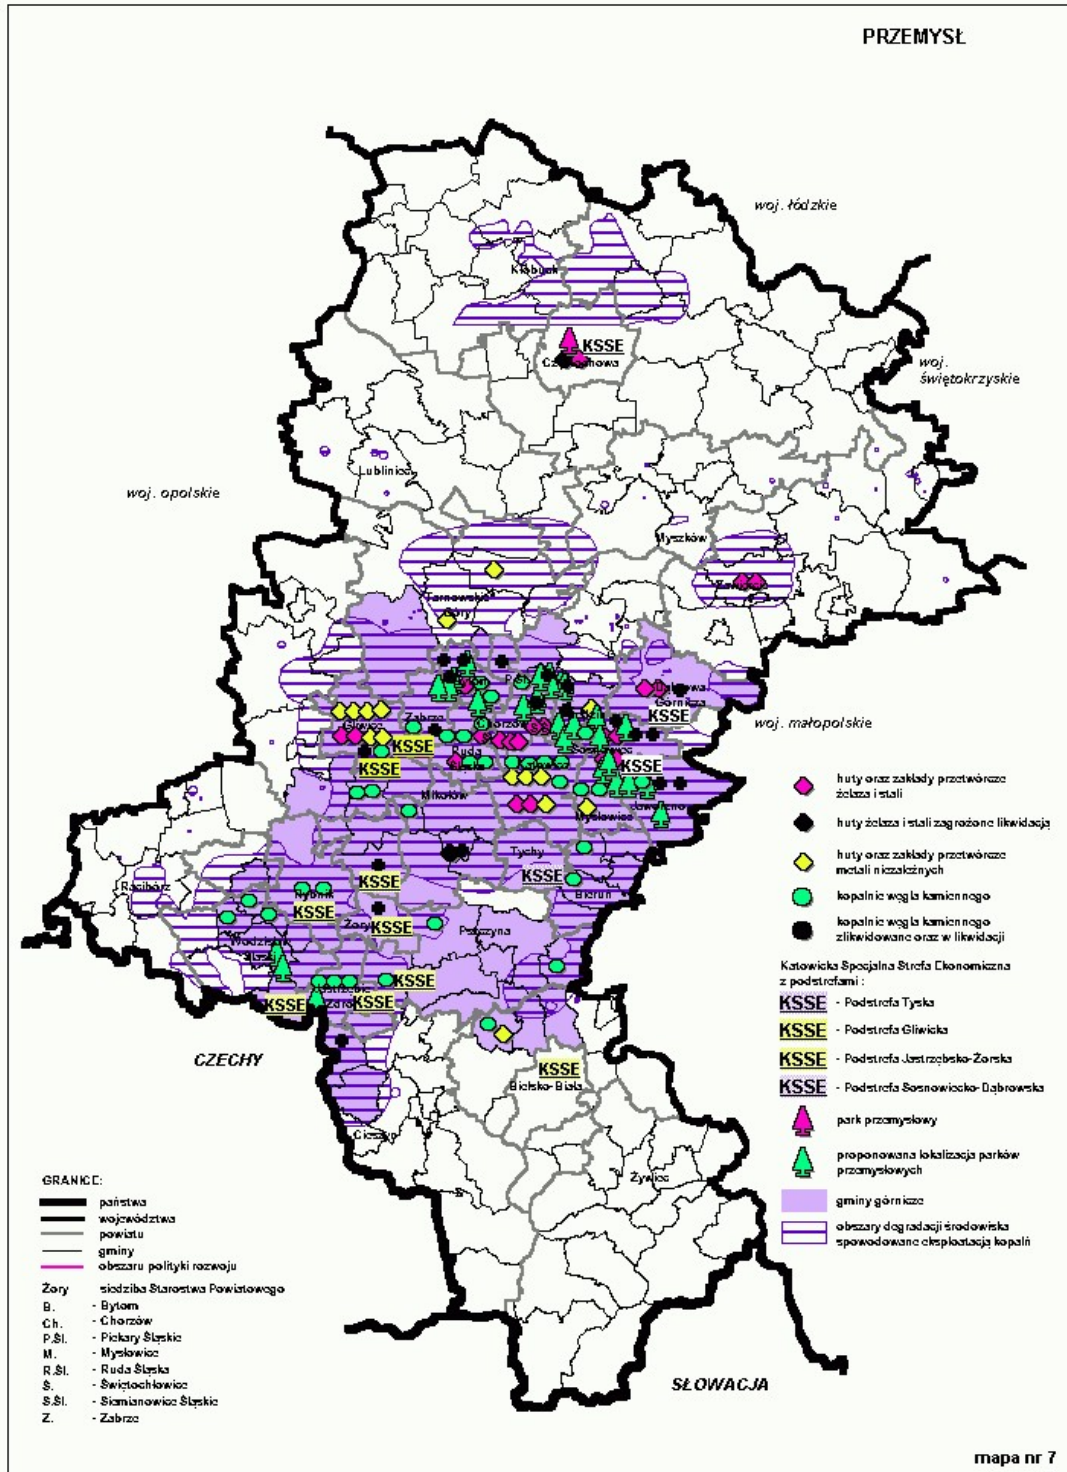 PRZEMYSŁ
woj. łódzkie
Kłobuck
KSSE
Częstochowa
woj.
świętokrzyskie
Lubliniec
woj. opolskie
Myszków
Zawiercie
Tarnowskie
Góry
Bytom
P.Śl.
Dąbrowa
Górnicza
KSSE
woj. małopolskie
Gliwice
Zabrze
Chorzów
KSSE
Ruda
Sosnowiec
KSSE
KSSE
Mikołów
Jaworzno
Mysłowice
Tychy
KSSE
KSSE
Bieruń
Racibórz
Rybnik
KSSE
Żory
KSSE
Pszczyna
Wodzisław
Śląski
KSSE
KSSE
KSSE
CZECHY
KSSE
Bielsko-Biała
Cieszyn
Żywiec
SŁOWACJA
huty oraz zakłady przetwórcze
żelaza i stali
huty żelaza i stali zagrożone likwidacją
huty oraz zakłady przetwórcze
metali nieżelaznych
kopalnie węgla kamiennego
kopalnie węgla kamiennego
zlikwidowane oraz w likwidacji
Katowicka Specjalna Strefa Ekonomiczna
z podstrefami :
KSSE - Podstrefa Tyska
KSSE - Podstrefa Gliwicka
KSSE - Podstrefa Jastrzębsko-Żorska
KSSE - Podstrefa Sosnowiecko-Dąbrowska
park przemysłowy
proponowana lokalizacja parków
przemysłowych
gminy górnicze
obszary degradacji środowiska
spowodowane eksploatacją kopalń
GRANICE:
państwa
województwa
powiatu
gminy
obszaru polityki rozwoju
Żory siedziba Starostwa Powiatowego
B. - Bytom
Ch. - Chorzów
P.Śl. - Piekary Śląskie
M. - Mysłowice
R.Śl. - Ruda Śląska
Ś. - Świętochłowice
S.Śl. - Siemianowice Śląskie
Z. - Zabrze
mapa nr 7